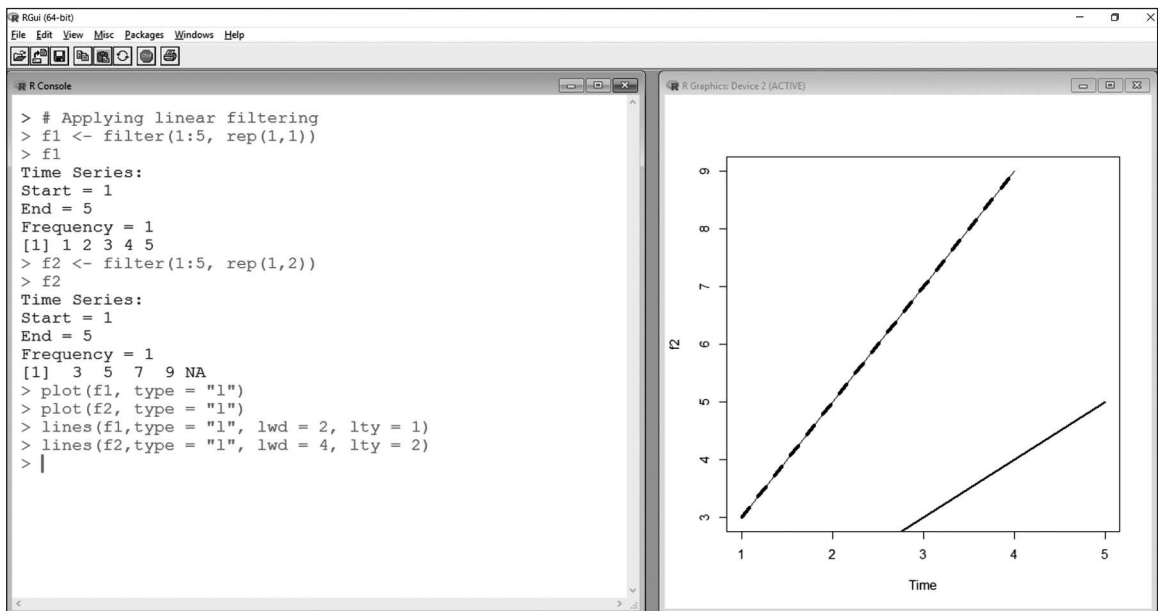 RGui (64-bit)
File Edit View Misc Packages Windows Help
R Console
> # Applying linear filtering
> f1 <- filter(1:5, rep(1,1))
> f1
Time Series:
Start = 1
End = 5
Frequency = 1
[1] 1 2 3 4 5
> f2 <- filter(1:5, rep(1,2))
> f2
Time Series:
Start = 1
End = 5
Frequency = 1
[1]  3  5  7  9 NA
> plot(f1, type = "l")
> plot(f2, type = "l")
> lines(f1,type = "l", lwd = 2, lty = 1)
> lines(f2,type = "l", lwd = 4, lty = 2)
>
R Graphics: Device 2 (ACTIVE)
9
8
7
6
5
4
3
f2
1 2 3 4 5
Time